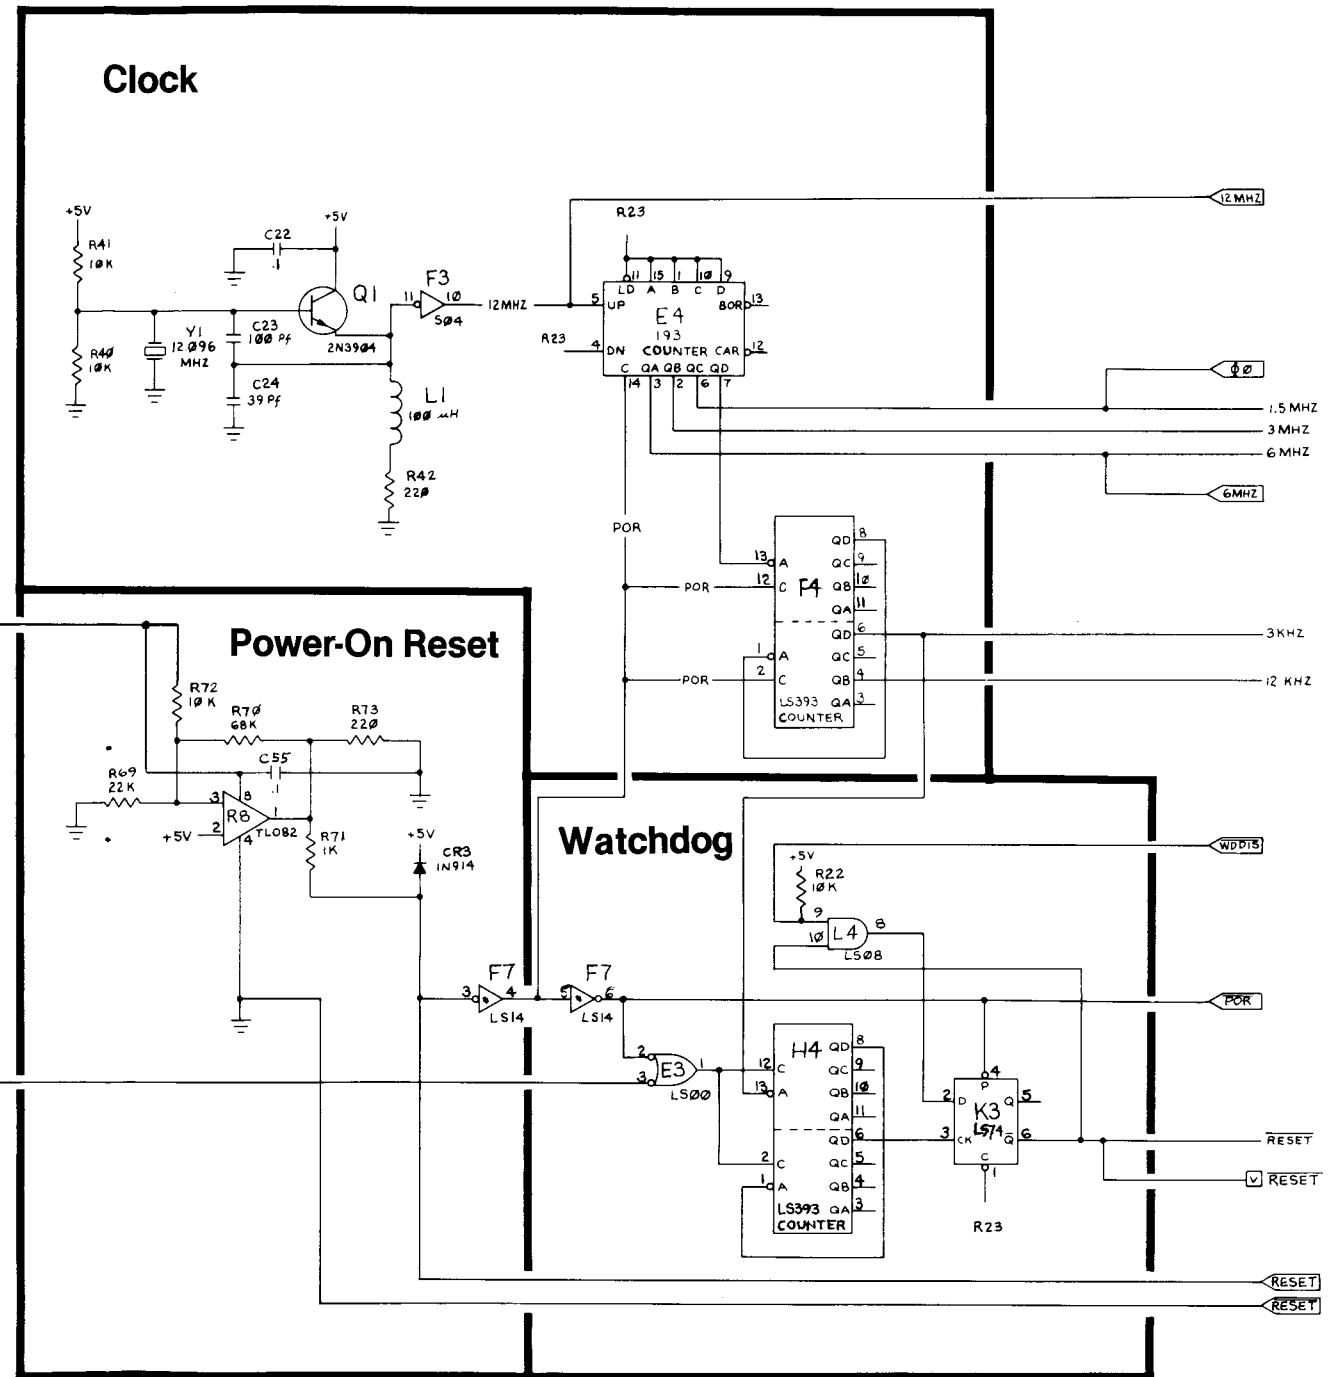 Clock
12MHZ
+5V
R41
10K
C22
.1
+5V
Q1
2N3904
F3
11
10
S04
12MHZ
R23
11 15 1 10 9
LD A B C D
5 UP
BOR 13
E4
193
COUNTER
R23
4 DN
CAR 12
C QA QB QC QD
14 3 2 6 7
Y1
12.096
MHZ
C23
100 Pf
R40
10K
C24
39 Pf
L1
100 uH
R42
220
Φ0
1.5MHZ
3MHZ
6MHZ
6MHZ
POR
QD 8
13 A
QC 9
POR
12 C
F4
QB 10
QA 11
QD 6
3KHZ
1 A
QC 5
POR
2 C
QB 4
12 KHZ
LS393
QA 3
COUNTER
Power-On Reset
R72
10K
R70
68K
R73
220
C55
.1
R69
22K
3
8
R8
1
TL082
+5V
2
4
R71
1K
+5V
CR3
1N914
Watchdog
WDDIS
+5V
R22
10K
9
10
L4
8
LS08
F7
3
4
LS14
F7
5
6
LS14
POR
2
3
E3
1
LS00
H4
QD 8
12 C
QC 9
13 A
QB 10
QA 11
QD 6
2 C
QC 5
1 A
QB 4
LS393
QA 3
COUNTER
4
P
2 D
Q 5
K3
LS74
3 CK
Q 6
C
1
R23
RESET
V RESET
RESET
RESET